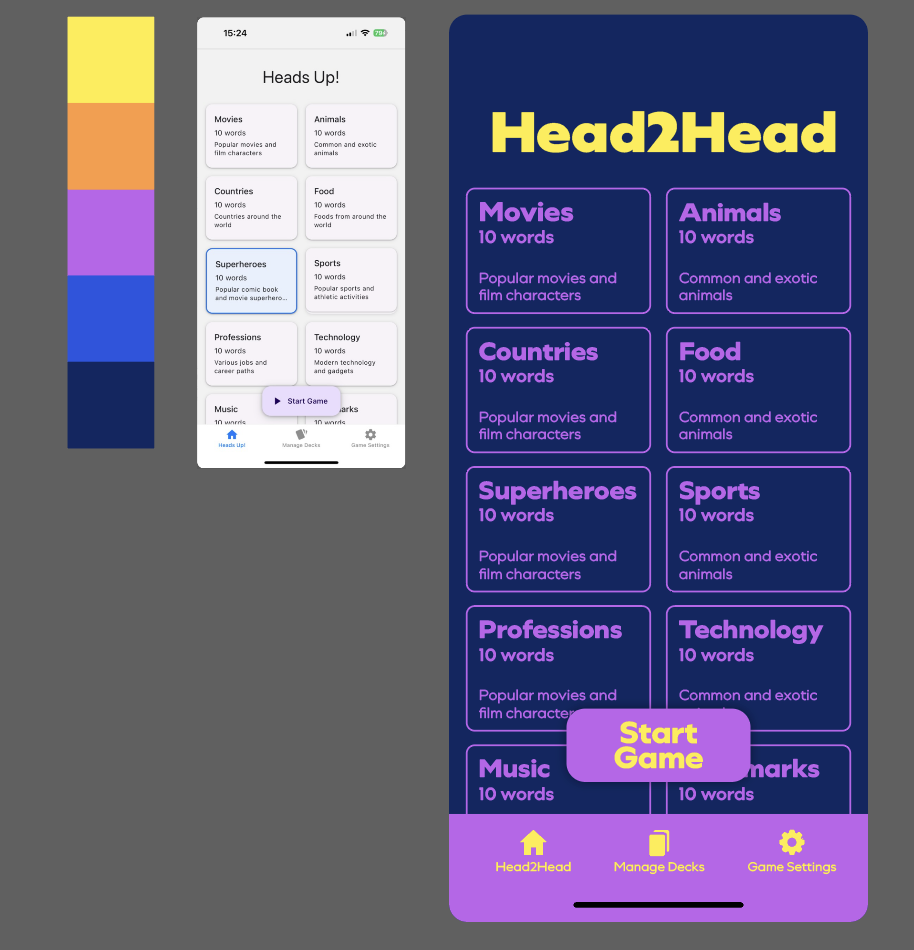 15:24
79
Heads Up!
Movies
10 words
Popular movies and
film characters
Animals
10 words
Common and exotic
animals
Countries
10 words
Countries around the
world
Food
10 words
Foods from around the
world
Superheroes
10 words
Popular comic book
and movie superhero...
Sports
10 words
Popular sports and
athletic activities
Professions
10 words
Various jobs and
career paths
Technology
10 words
Modern technology
and gadgets
Music
10 words
arks
10 words
Start Game
Heads Up!
Manage Decks
Game Settings
Head2Head
Movies
10 words
Popular movies and
film characters
Animals
10 words
Common and exotic
animals
Countries
10 words
Popular movies and
film characters
Food
10 words
Common and exotic
animals
Superheroes
10 words
Popular movies and
film characters
Sports
10 words
Common and exotic
animals
Professions
10 words
Popular movies and
film characte
Technology
10 words
Common and exotic
Music
10 words
marks
10 words
Start
Game
Head2Head
Manage Decks
Game Settings